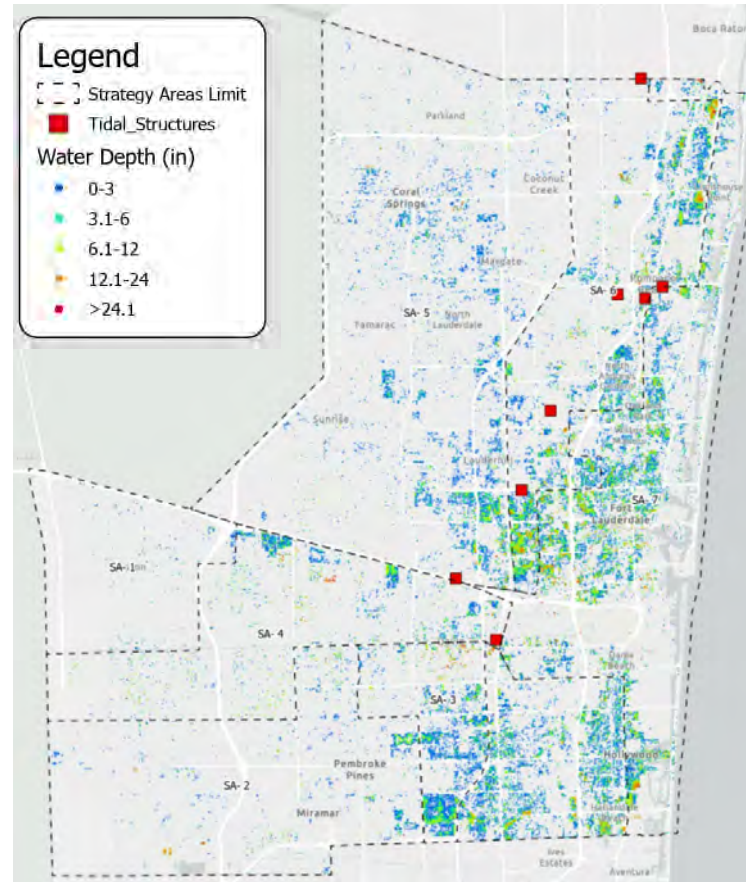 Legend
Strategy Areas Limit
Tidal_Structures
Water Depth (in)
0-3
3.1-6
6.1-12
12.1-24
>24.1
Boca Raton
Parkland
Coconut
Creek
Coral
Springs
Margate
SA- 6
SA- 5
North
Lauderdale
Tamarac
Sunrise
SA- 7
Fort
Lauderdale
SA- 1
SA- 4
SA- 3
Hollywood
Pembroke
Pines
SA- 2
Miramar
Ives
Estates
Aventura